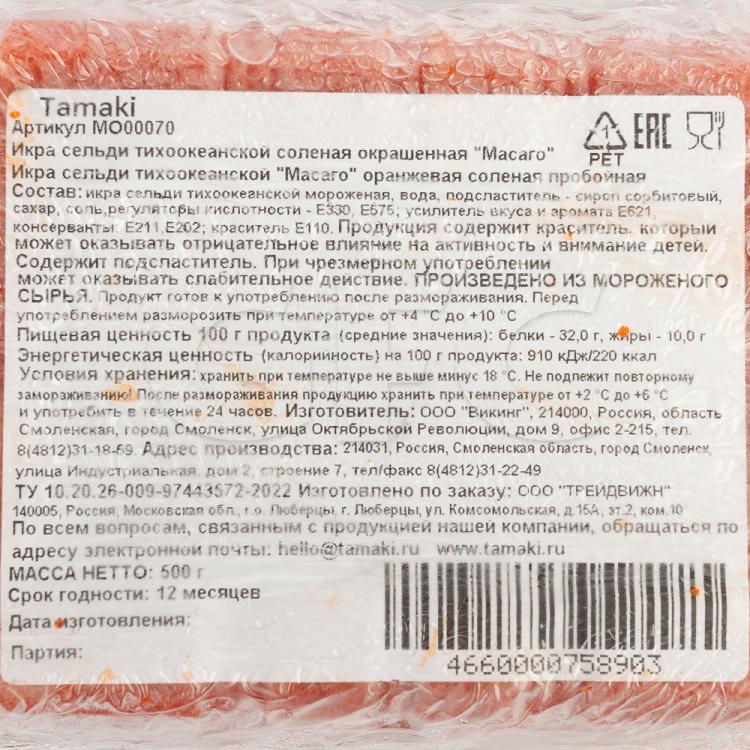 Tamaki
Артикул МО00070
Икра сельди тихоокеанской соленая окрашенная "Масаго"
Икра сельди тихоокеанской "Масаго" оранжевая соленая пробойная
Состав: икра сельди тихоокеанской мороженая, вода, подсластитель - сироп сорбитовый,
сахар, соль,регуляторы кислотности - Е330, Е575; усилитель вкуса и аромата Е621,
консерванты: Е211,Е202; краситель Е110. Продукция содержит краситель, который
может оказывать отрицательное влияние на активность и внимание детей.
Содержит подсластитель. При чрезмерном употреблении
может оказывать слабительное действие. ПРОИЗВЕДЕНО ИЗ МОРОЖЕНОГО
СЫРЬЯ. Продукт готов к употреблению после размораживания. Перед
употреблением разморозить при температуре от +4 °С до +10 °С
Пищевая ценность 100 г продукта (средние значения): белки - 32,0 г, жиры - 10,0 г
Энергетическая ценность (калорийность) на 100 г продукта: 910 кДж/220 ккал
Условия хранения: хранить при температуре не выше минус 18 °С. Не подлежит повторному
замораживанию! После размораживания продукцию хранить при температуре от +2 °С до +6 °С
и употребить в течение 24 часов. Изготовитель: ООО "Викинг", 214000, Россия, область
Смоленская, город Смоленск, улица Октябрьской Революции, дом 9, офис 2-215, тел.
8(4812)31-18-59. Адрес производства: 214031, Россия, Смоленская область, город Смоленск,
улица Индустриальная, дом 2, строение 7, тел/факс 8(4812)31-22-49
ТУ 10.20.26-009-97443572-2022 Изготовлено по заказу: ООО "ТРЕЙДВИЖН"
140005, Россия, Московская обл., г.о. Люберцы, г. Люберцы, ул. Комсомольская, д.15А, эт.2, ком.10
По всем вопросам, связанным с продукцией нашей компании, обращаться по
адресу электронной почты: hello@tamaki.ru www.tamaki.ru
МАССА НЕТТО: 500 г
Срок годности: 12 месяцев
Дата изготовления:
Партия:
1
PET
EAC
4660000758903